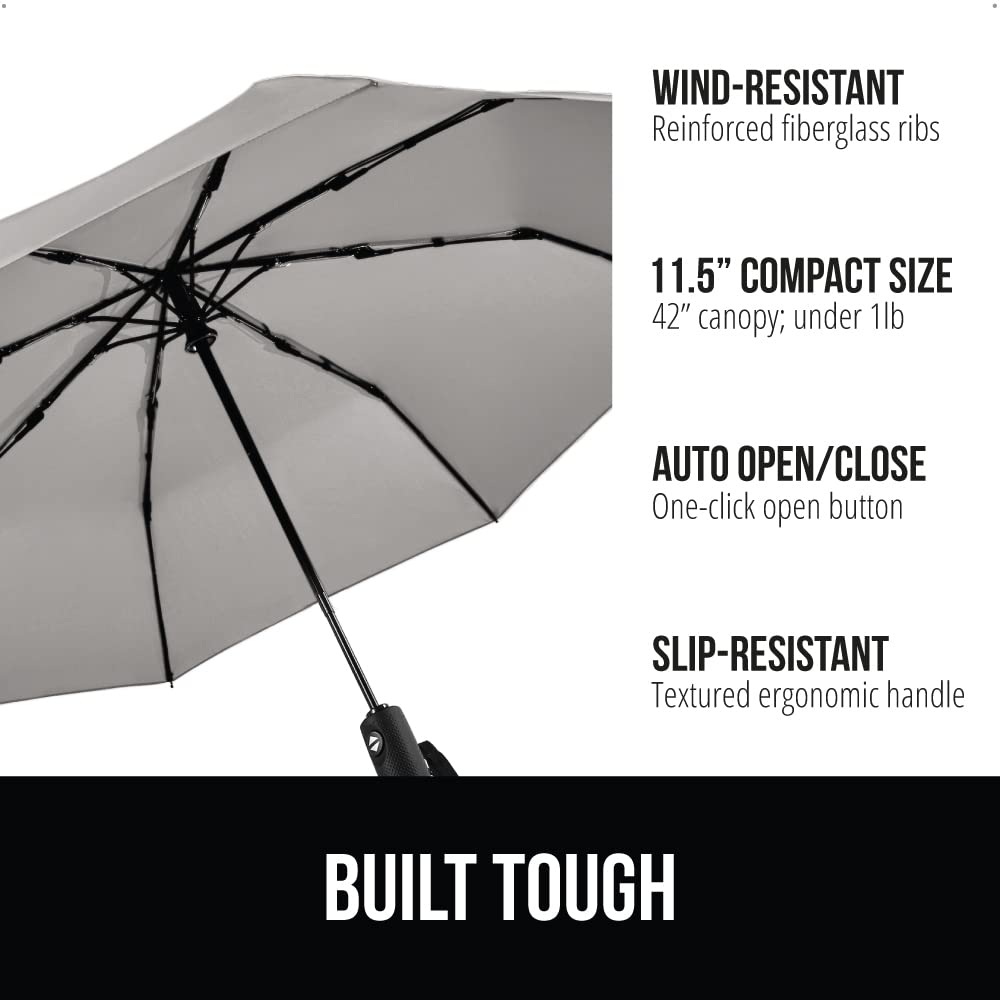 WIND-RESISTANT
Reinforced fiberglass ribs
11.5” COMPACT SIZE
42” canopy; under 1lb
AUTO OPEN/CLOSE
One-click open button
SLIP-RESISTANT
Textured ergonomic handle
BUILT TOUGH